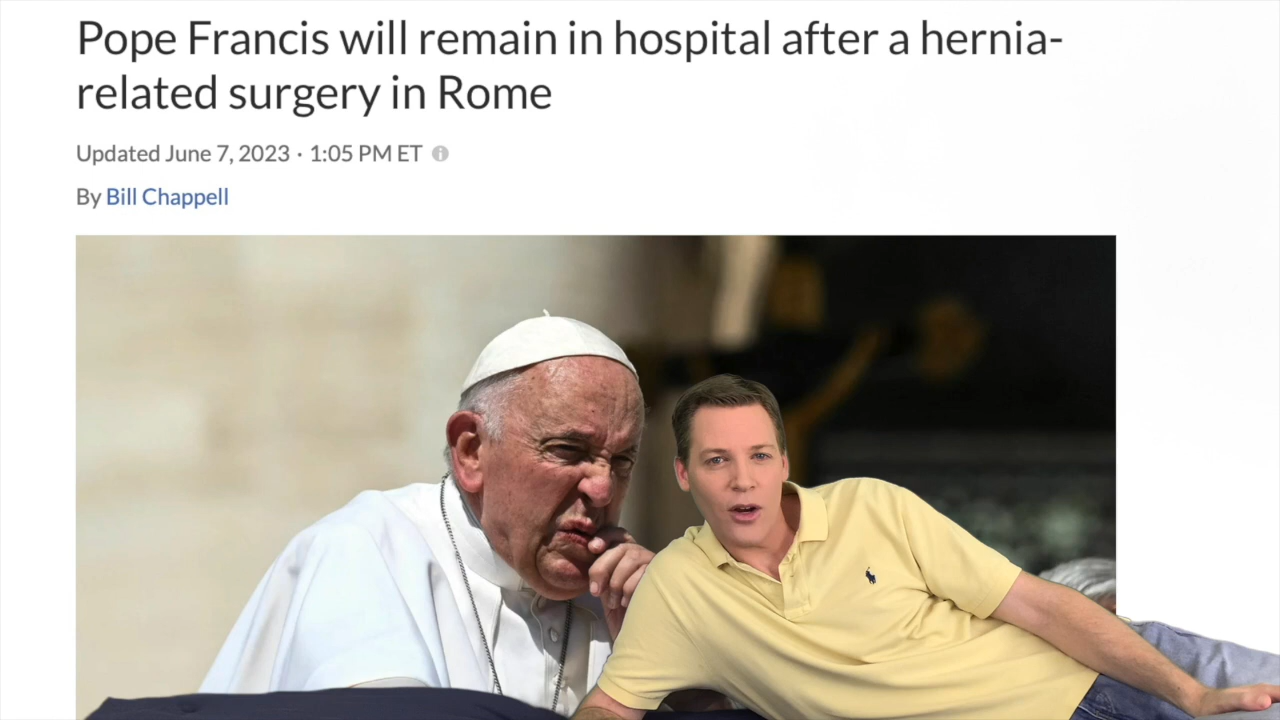 Pope Francis will remain in hospital after a hernia-
related surgery in Rome
Updated June 7, 2023 · 1:05 PM ET
By Bill Chappell